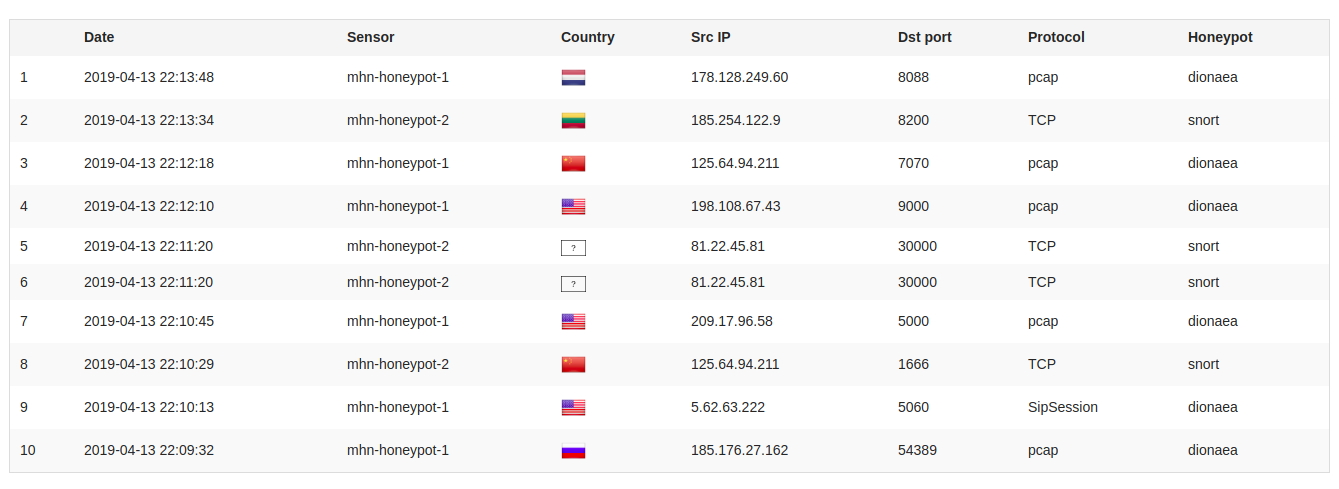 Date Sensor Country Src IP Dst port Protocol Honeypot
1 2019-04-13 22:13:48 mhn-honeypot-1 178.128.249.60 8088 pcap dionaea
2 2019-04-13 22:13:34 mhn-honeypot-2 185.254.122.9 8200 TCP snort
3 2019-04-13 22:12:18 mhn-honeypot-1 125.64.94.211 7070 pcap dionaea
4 2019-04-13 22:12:10 mhn-honeypot-1 198.108.67.43 9000 pcap dionaea
5 2019-04-13 22:11:20 mhn-honeypot-2 ? 81.22.45.81 30000 TCP snort
6 2019-04-13 22:11:20 mhn-honeypot-2 ? 81.22.45.81 30000 TCP snort
7 2019-04-13 22:10:45 mhn-honeypot-1 209.17.96.58 5000 pcap dionaea
8 2019-04-13 22:10:29 mhn-honeypot-2 125.64.94.211 1666 TCP snort
9 2019-04-13 22:10:13 mhn-honeypot-1 5.62.63.222 5060 SipSession dionaea
10 2019-04-13 22:09:32 mhn-honeypot-1 185.176.27.162 54389 pcap dionaea